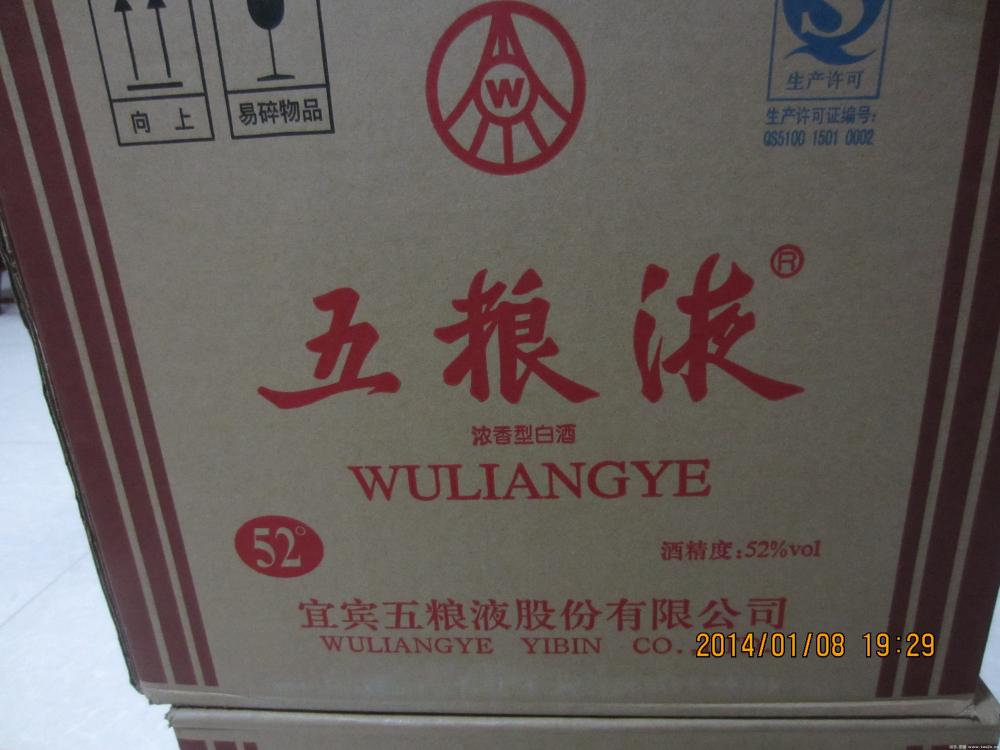 向 上
易碎物品
W
生产许可
生产许可证编号:
QS5100 1501 0002
五粮液®
浓香型白酒
WULIANGYE
52°
酒精度:52%vol
宜宾五粮液股份有限公司
WULIANGYE YIBIN CO.,
2014/01/08 19:29